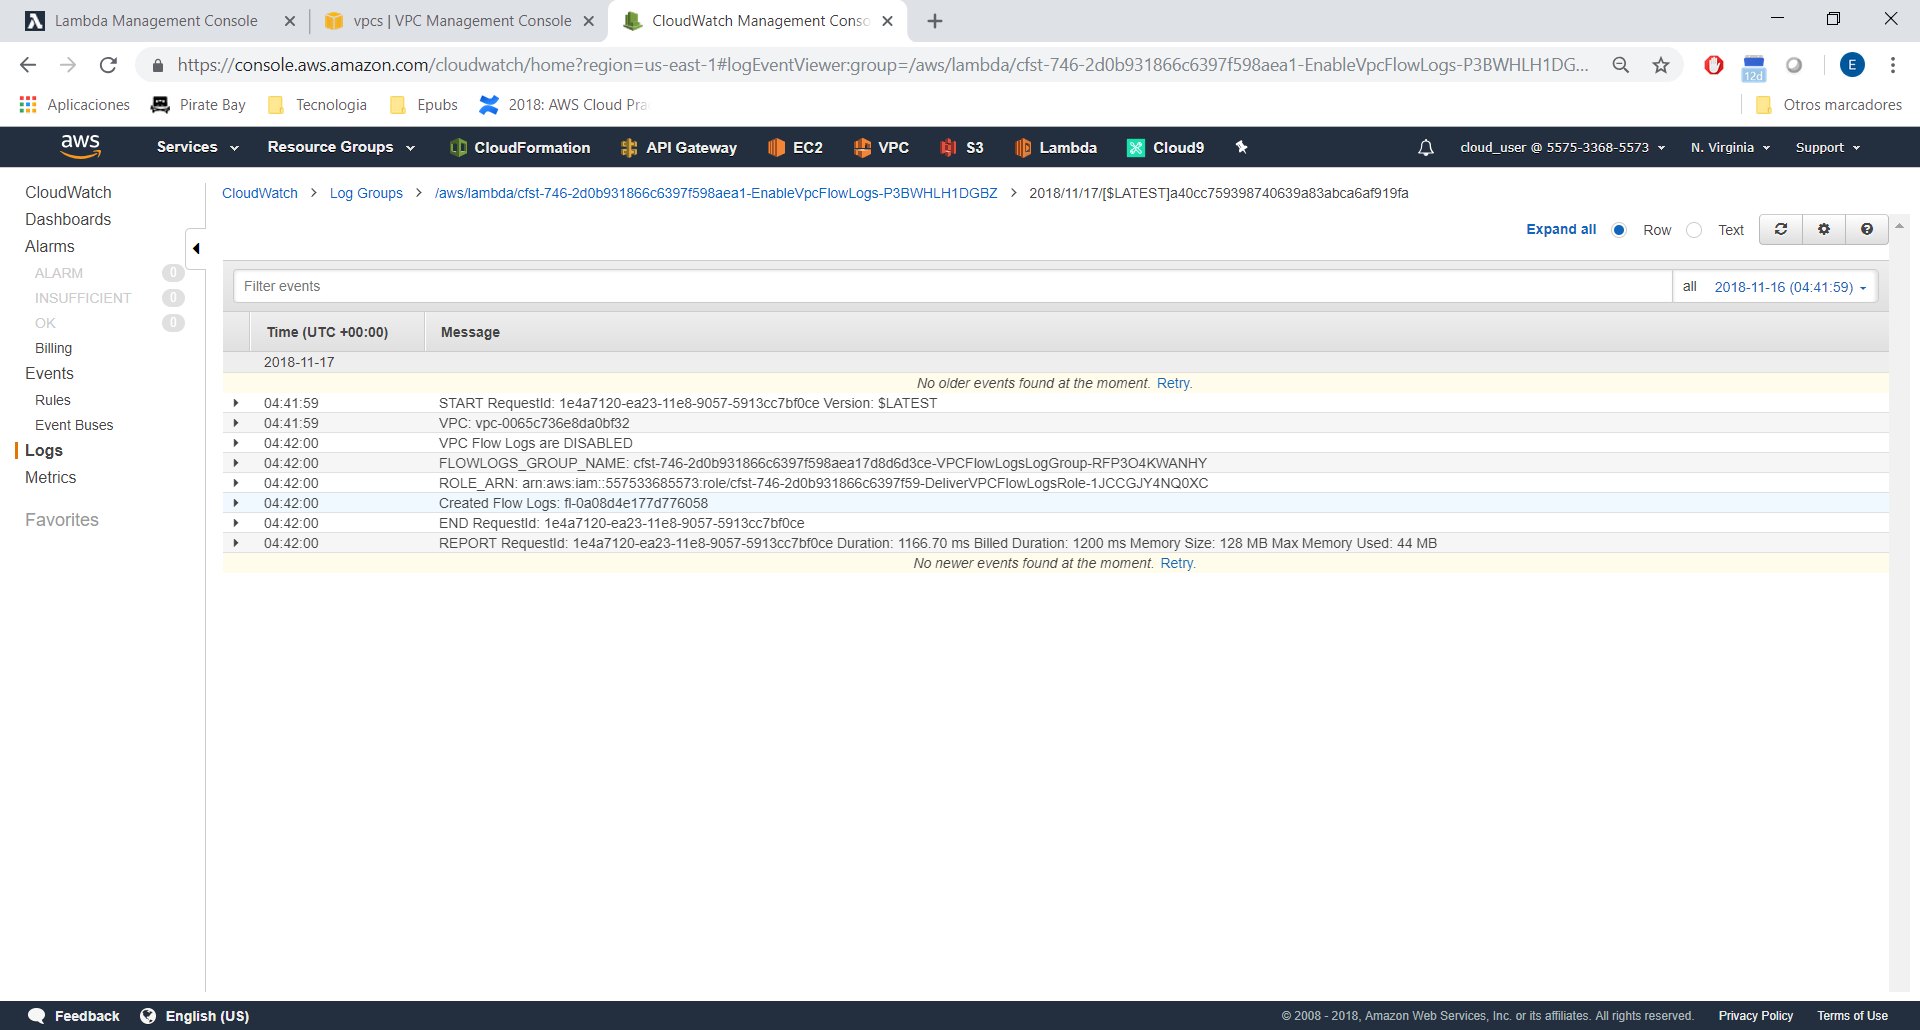 Lambda Management Console
vpcs | VPC Management Console
CloudWatch Management Conso
https://console.aws.amazon.com/cloudwatch/home?region=us-east-1#logEventViewer:group=/aws/lambda/cfst-746-2d0b931866c6397f598aea1-EnableVpcFlowLogs-P3BWHLH1DG...
12d
E
Aplicaciones
Pirate Bay
Tecnologia
Epubs
2018: AWS Cloud Pra
Otros marcadores
aws
Services
Resource Groups
CloudFormation
API Gateway
EC2
VPC
S3
Lambda
Cloud9
cloud_user @ 5575-3368-5573
N. Virginia
Support
CloudWatch
Dashboards
Alarms
ALARM 0
INSUFFICIENT 0
OK 0
Billing
Events
Rules
Event Buses
Logs
Metrics
Favorites
CloudWatch > Log Groups > /aws/lambda/cfst-746-2d0b931866c6397f598aea1-EnableVpcFlowLogs-P3BWHLH1DGBZ > 2018/11/17/[$LATEST]a40cc759398740639a83abca6af919fa
Expand all Row Text
Filter events
all 2018-11-16 (04:41:59)
Time (UTC +00:00) Message
2018-11-17
No older events found at the moment. Retry.
04:41:59 START RequestId: 1e4a7120-ea23-11e8-9057-5913cc7bf0ce Version: $LATEST
04:41:59 VPC: vpc-0065c736e8da0bf32
04:42:00 VPC Flow Logs are DISABLED
04:42:00 FLOWLOGS_GROUP_NAME: cfst-746-2d0b931866c6397f598aea17d8d6d3ce-VPCFlowLogsLogGroup-RFP3O4KWANHY
04:42:00 ROLE_ARN: arn:aws:iam::557533685573:role/cfst-746-2d0b931866c6397f59-DeliverVPCFlowLogsRole-1JCCGJY4NQ0XC
04:42:00 Created Flow Logs: fl-0a08d4e177d776058
04:42:00 END RequestId: 1e4a7120-ea23-11e8-9057-5913cc7bf0ce
04:42:00 REPORT RequestId: 1e4a7120-ea23-11e8-9057-5913cc7bf0ce Duration: 1166.70 ms Billed Duration: 1200 ms Memory Size: 128 MB Max Memory Used: 44 MB
No newer events found at the moment. Retry.
Feedback
English (US)
© 2008 - 2018, Amazon Web Services, Inc. or its affiliates. All rights reserved.
Privacy Policy
Terms of Use